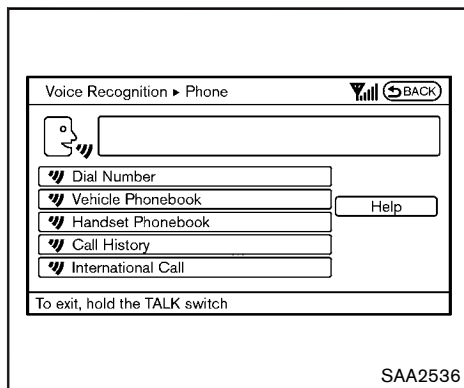 Voice Recognition ▸ Phone
BACK
Dial Number
Vehicle Phonebook
Help
Handset Phonebook
Call History
International Call
To exit, hold the TALK switch
SAA2536